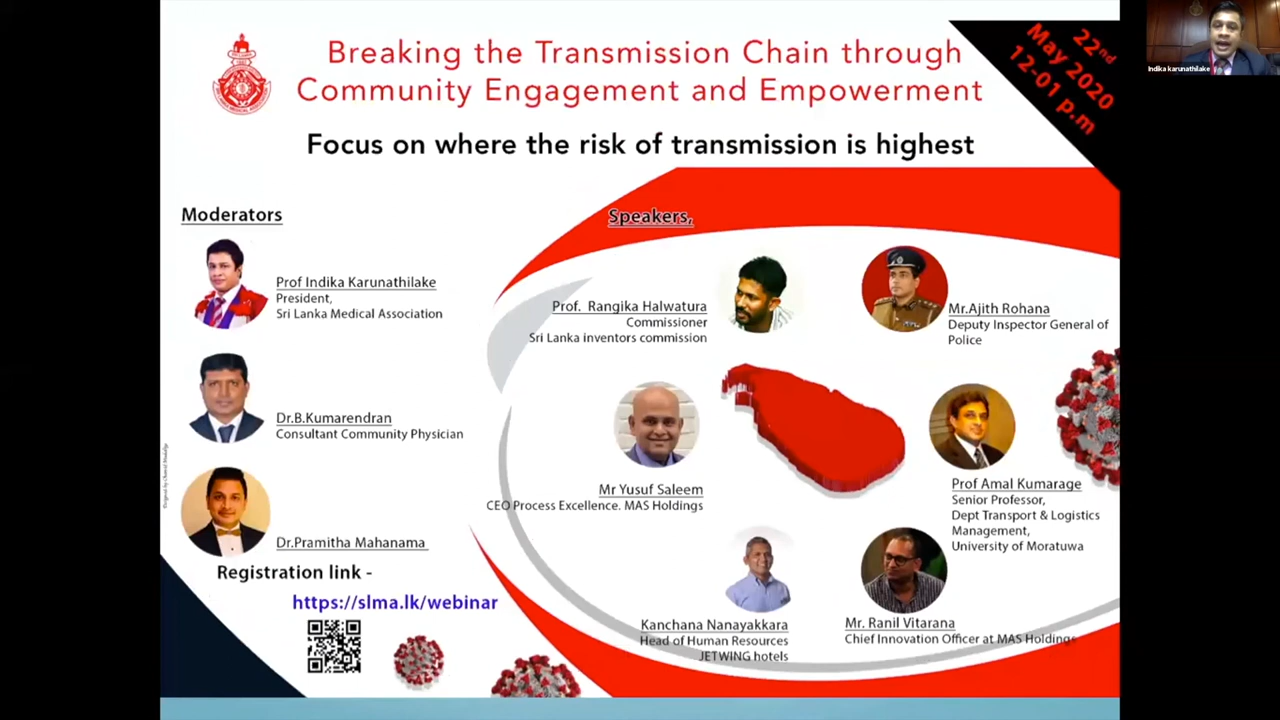 Breaking the Transmission Chain through
Community Engagement and Empowerment
22nd
May 2020
12-01 p.m
Indika karunathilake
Focus on where the risk of transmission is highest
Moderators
Prof Indika Karunathilake
President,
Sri Lanka Medical Association
Dr.B.Kumarendran
Consultant Community Physician
Dr.Pramitha Mahanama
Registration link -
https://slma.lk/webinar
Speakers,
Prof. Rangika Halwatura
Commissioner
Sri Lanka inventors commission
Mr.Ajith Rohana
Deputy Inspector General of
Police
Mr Yusuf Saleem
CEO Process Excellence. MAS Holdings
Prof Amal Kumarage
Senior Professor,
Dept Transport & Logistics
Management,
University of Moratuwa
Kanchana Nanayakkara
Head of Human Resources
JETWING hotels
Mr. Ranil Vitarana
Chief Innovation Officer at MAS Holdings